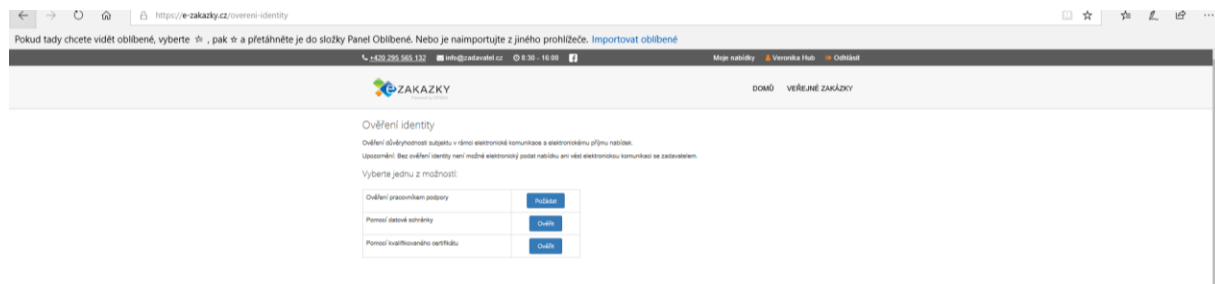 https://e-zakazky.cz/overeni-identity
Pokud tady chcete vidět oblíbené, vyberte ☆ , pak ☆ a přetáhněte je do složky Panel Oblíbené. Nebo je naimportujte z jiného prohlížeče. Importovat oblíbené
+420 295 565 132 info@zadavatel.cz 8:30 - 16:00 Moje nabídky Veronika Hub Odhlásit
eZAKAZKY DOMŮ VEŘEJNÉ ZAKÁZKY
Ověření identity
Ověření důvěryhodnosti subjektu v rámci elektronické komunikace a elektronickému příjmu nabídek.
Upozornění: Bez ověření identity není možné elektronický podat nabídku ani vést elektronickou komunikaci se zadavatelem.
Vyberte jednu z možností:
Ověření pracovníkem podpory Požádat
Pomocí datové schránky Ověřit
Pomocí kvalifikovaného certifikátu Ověřit